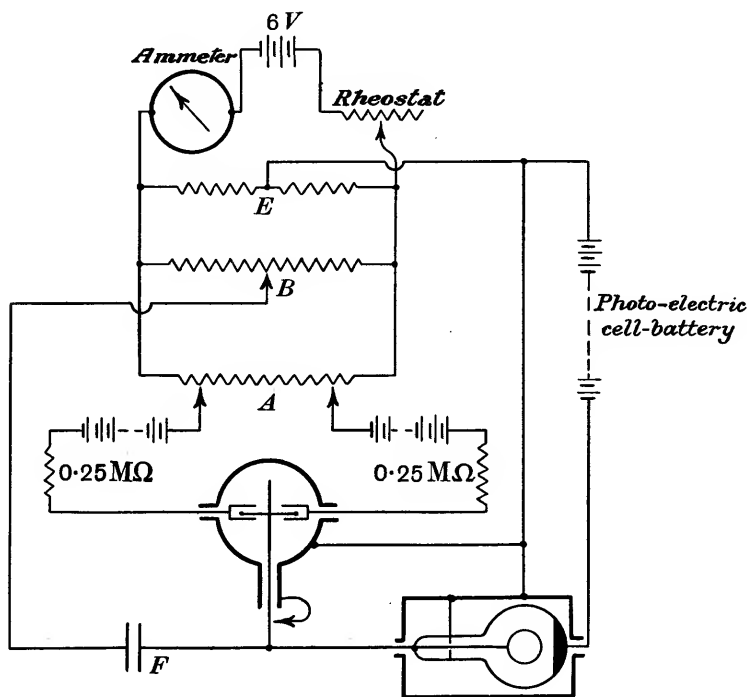 6 V
Ammeter
Rheostat
E
B
Photo-electric
cell-battery
A
0·25 MΩ
0·25 MΩ
F